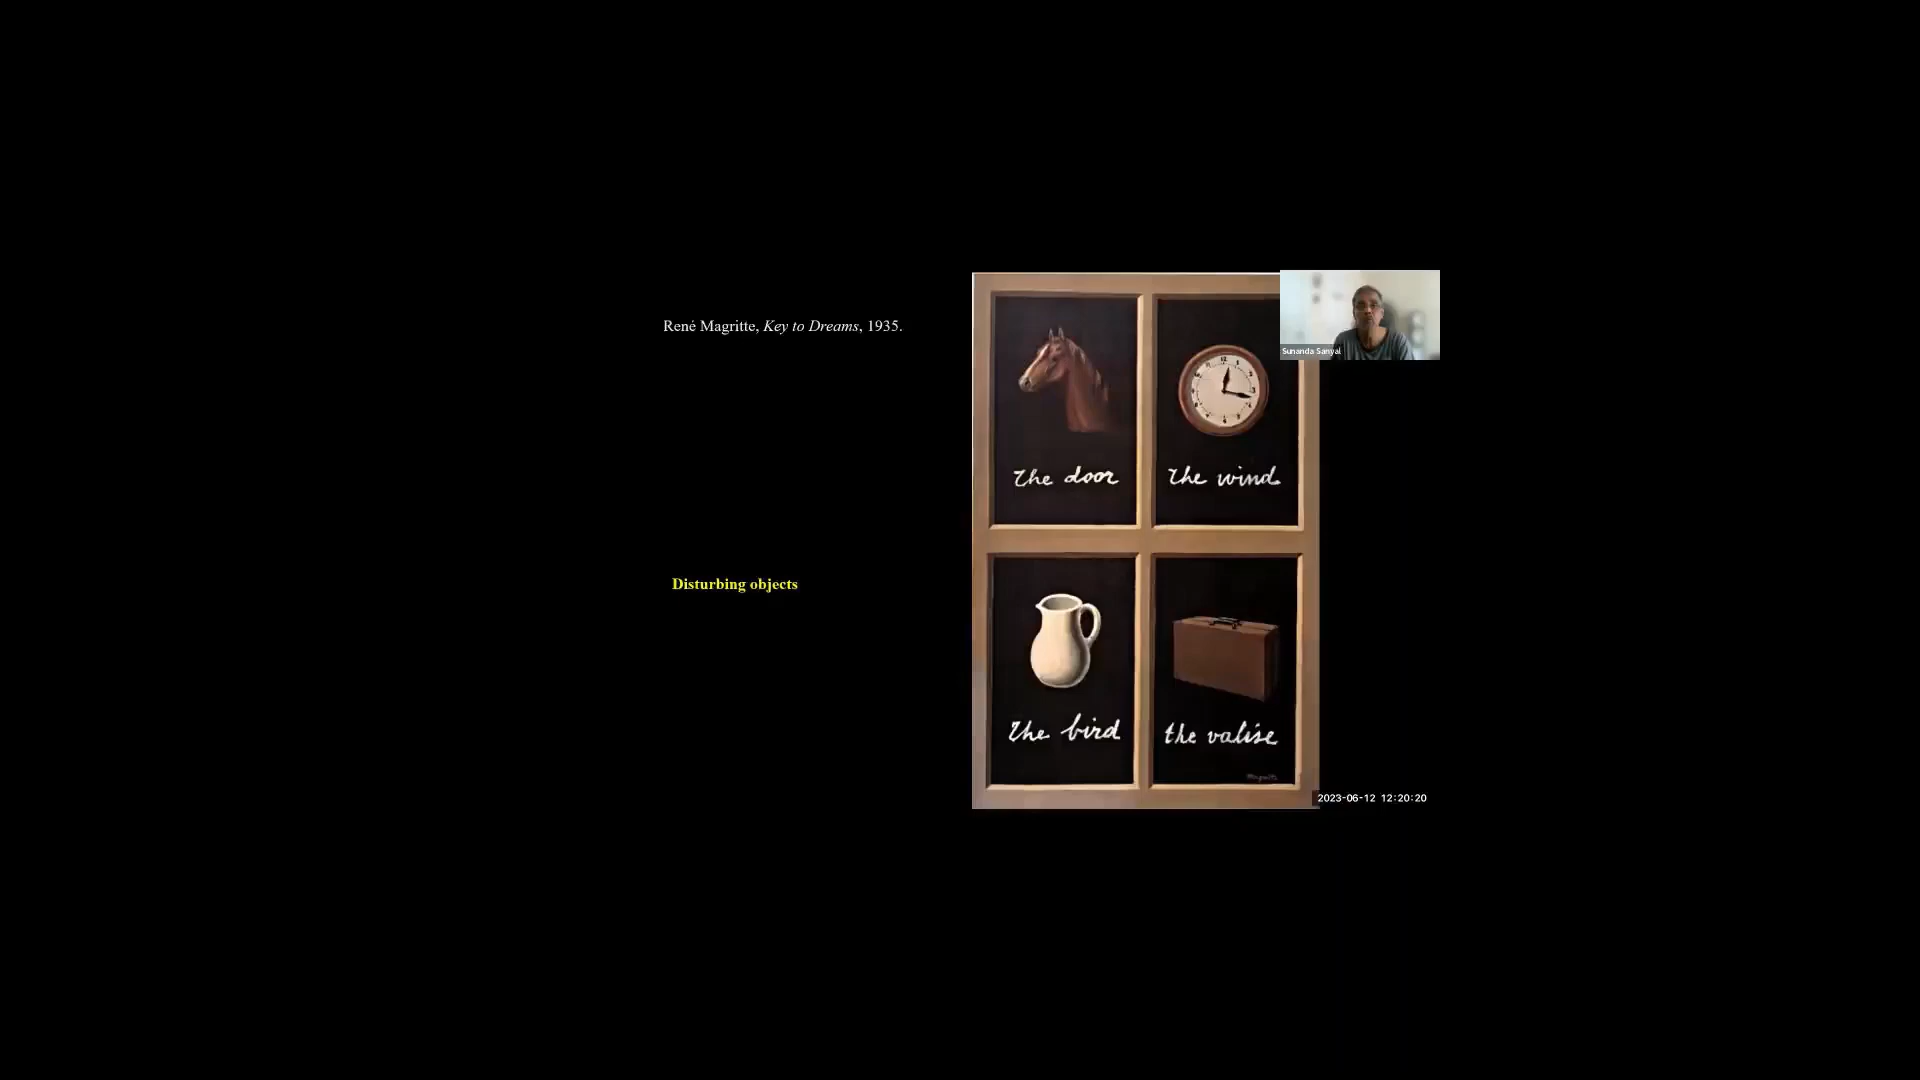 René Magritte, Key to Dreams, 1935.
Sunanda Sanyal
The door
The wind
Disturbing objects
The bird
the valise
Magritte
2023-06-12 12:20:20